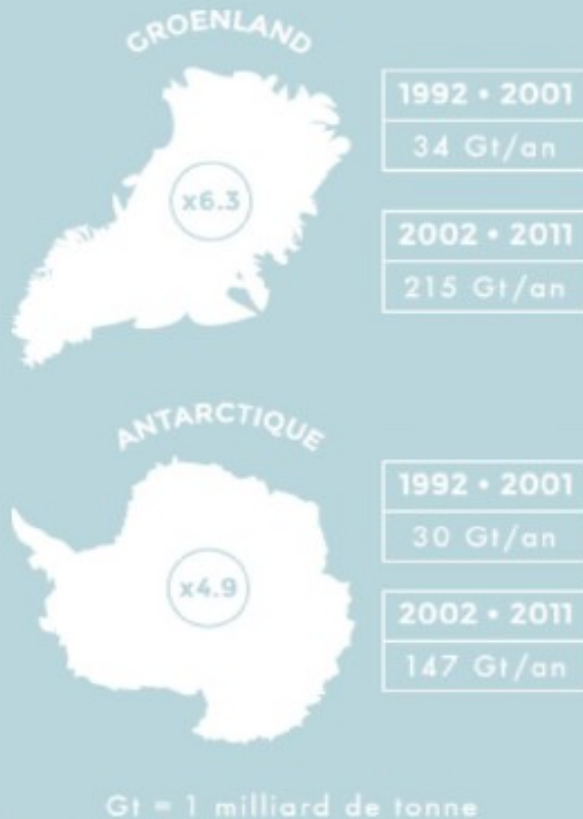 GROENLAND
x6.3
1992 • 2001
34 Gt/an
2002 • 2011
215 Gt/an
ANTARCTIQUE
x4.9
1992 • 2001
30 Gt/an
2002 • 2011
147 Gt/an
Gt = 1 milliard de tonne